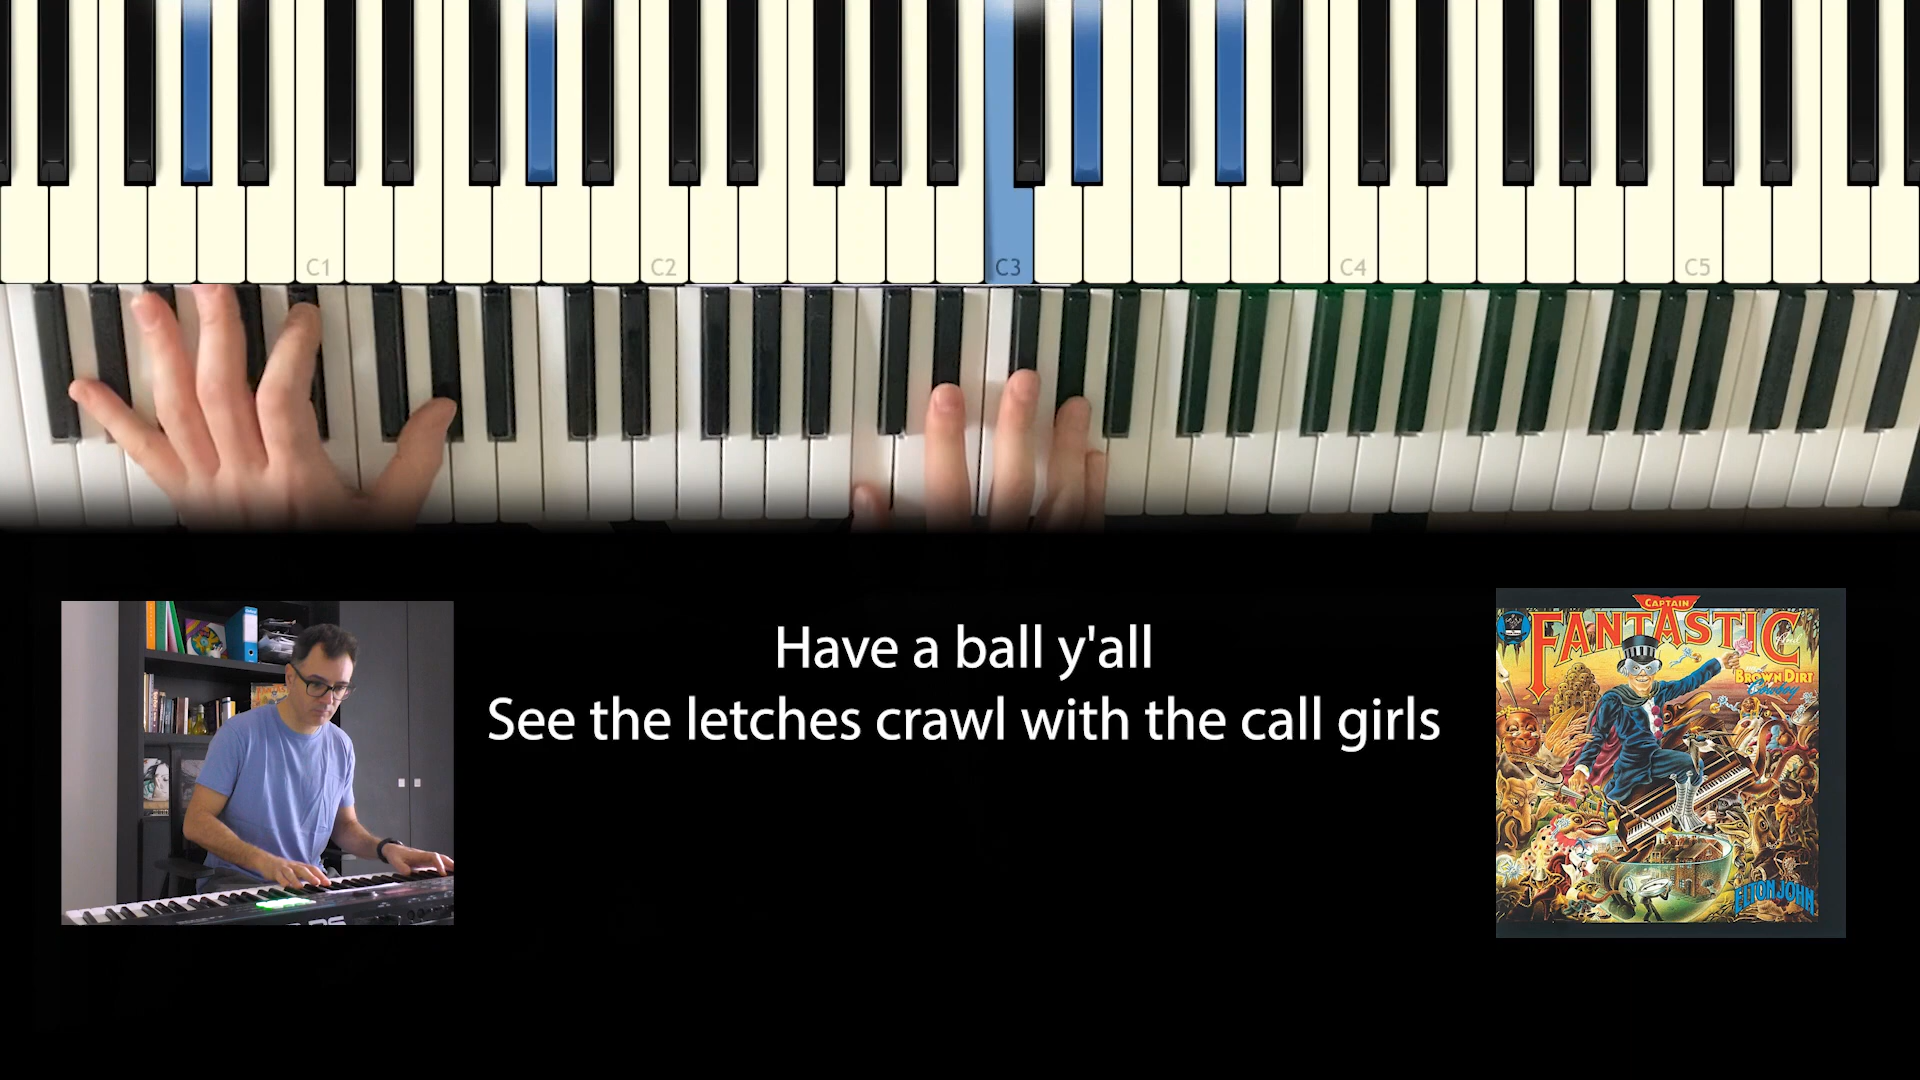 C1 C2 C3 C4 C5
Have a ball y'all
See the letches crawl with the call girls
CAPTAIN
FANTASTIC
BROWN DIRT
Cowboy
ELTON JOHN